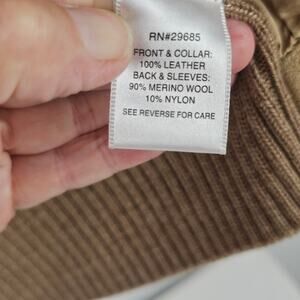 RN#29685
FRONT & COLLAR:
100% LEATHER
BACK & SLEEVES:
90% MERINO WOOL
10% NYLON
SEE REVERSE FOR CARE